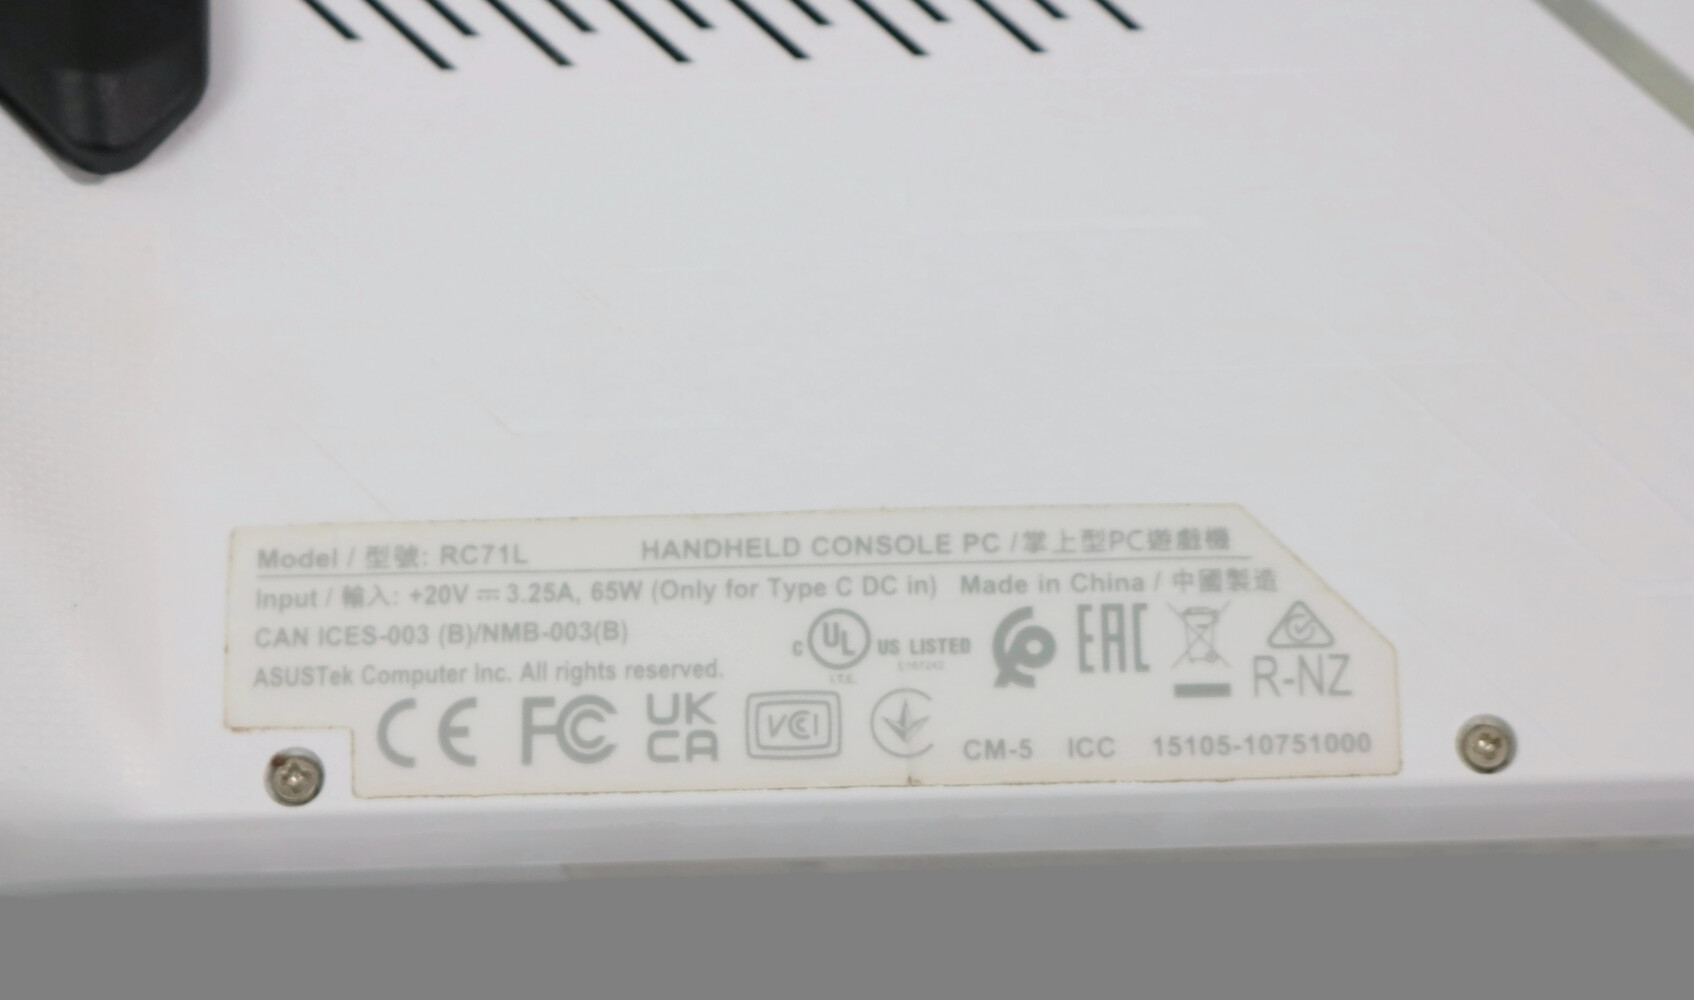 Model / 型號: RC71L HANDHELD CONSOLE PC / 掌上型PC遊戲機
Input / 輸入: +20V ⎓ 3.25A, 65W (Only for Type C DC in) Made in China / 中國製造
CAN ICES-003 (B)/NMB-003(B)
ASUSTek Computer Inc. All rights reserved.
C UL US LISTED
I.T.E.
EAC
R-NZ
CE FC UK CA VCI
CM-5 ICC 15105-10751000